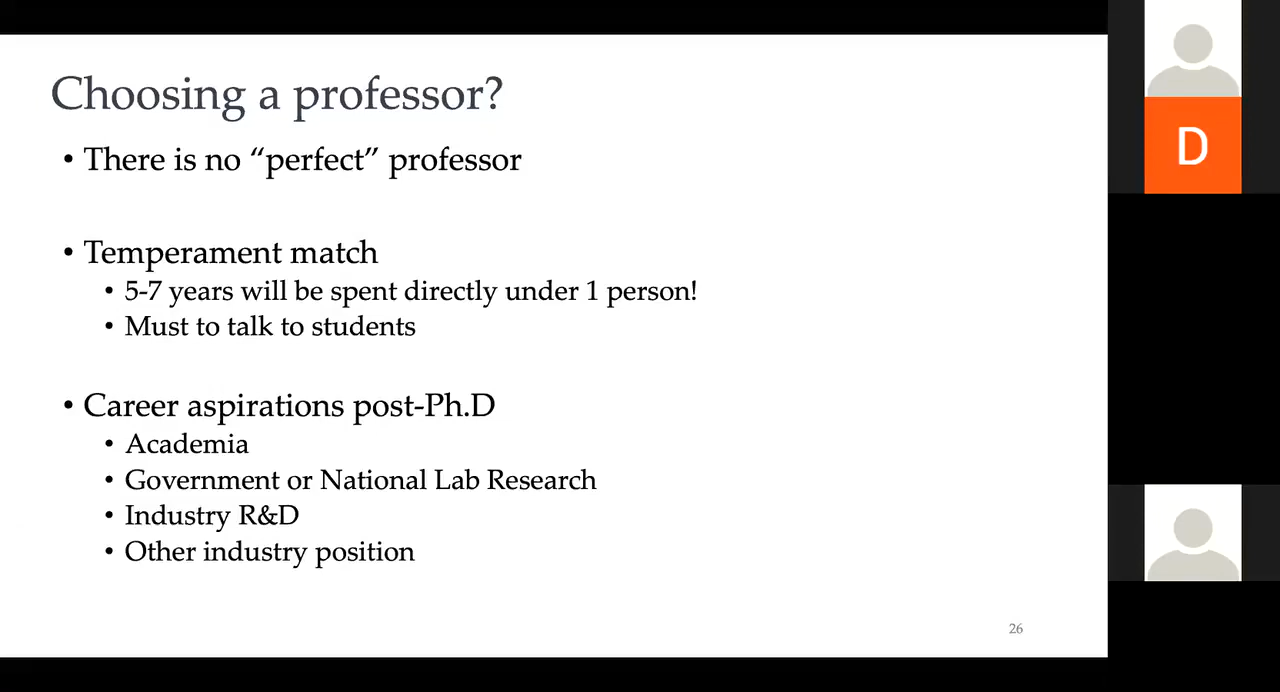 Choosing a professor?
• There is no “perfect” professor
• Temperament match
• 5-7 years will be spent directly under 1 person!
• Must to talk to students
• Career aspirations post-Ph.D
• Academia
• Government or National Lab Research
• Industry R&D
• Other industry position
26
D